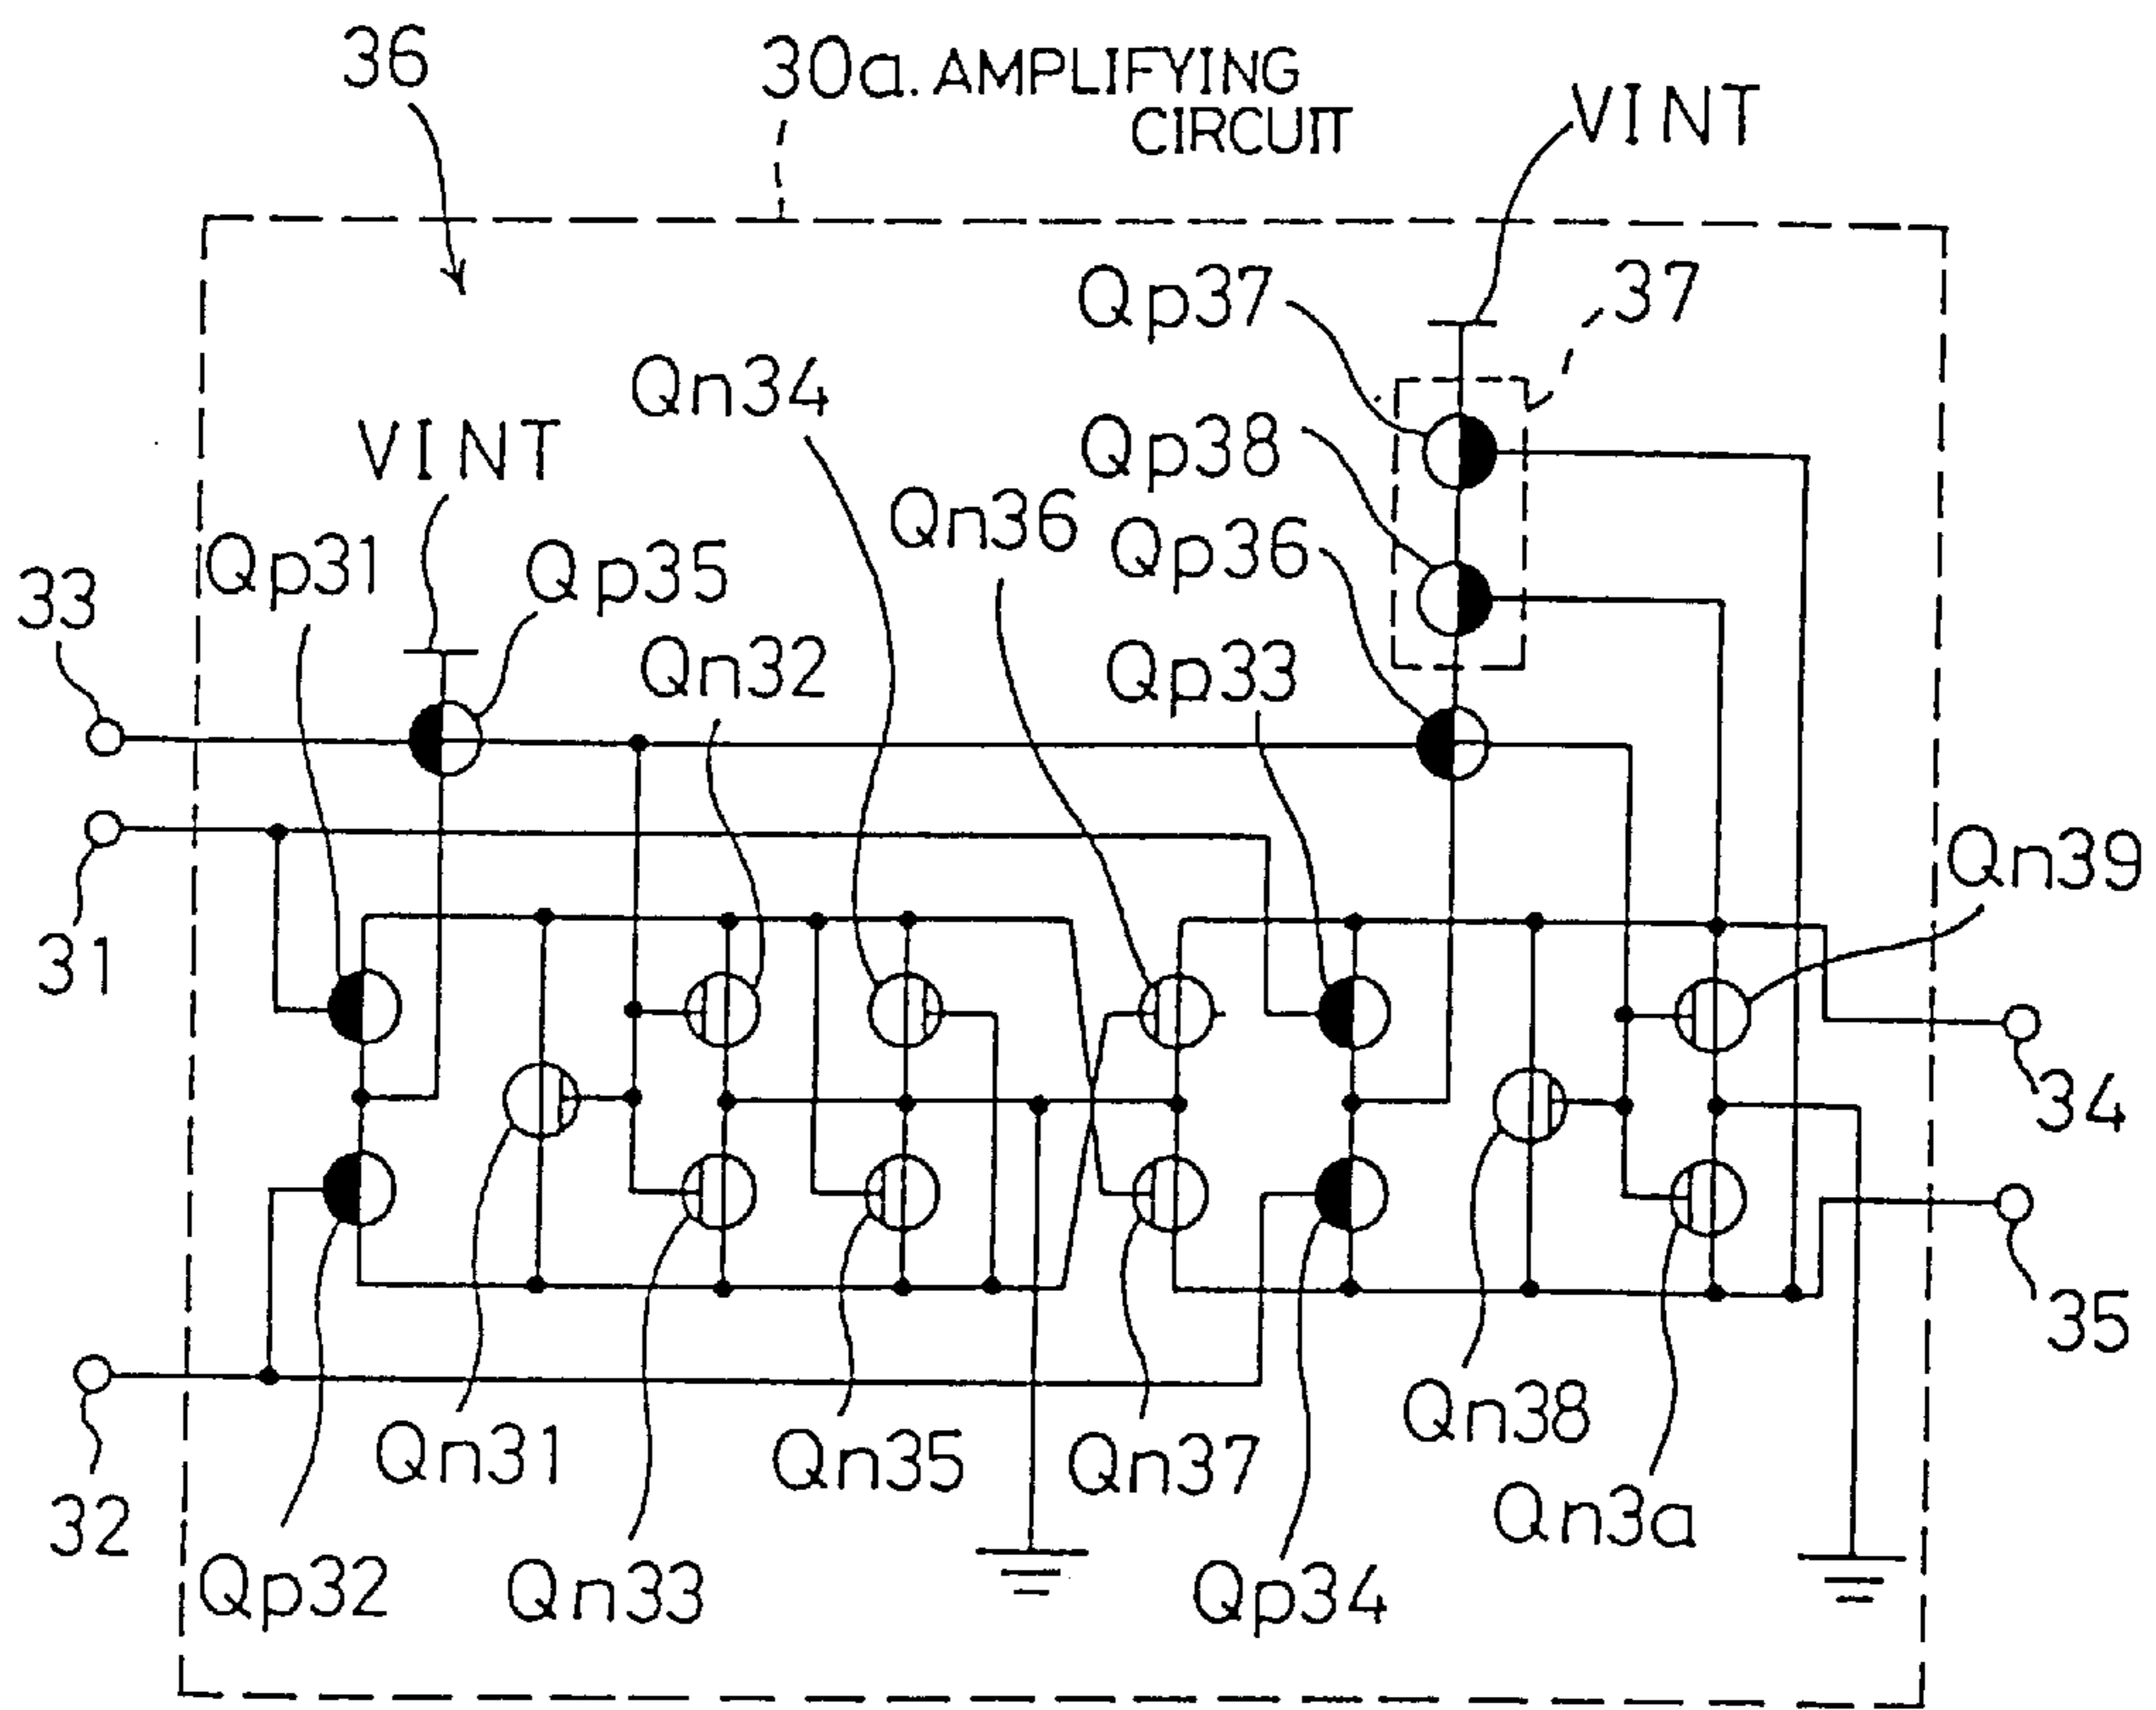 36
30a. AMPLIFYING
CIRCUIT
VINT
Qp37
37
Qn34
Qp38
VINT
Qn36
Qp31
Qp35
Qp36
33
Qn32
Qp33
Qn39
31
34
35
Qn31
Qn35
Qn37
Qn38
32
Qp32
Qn33
Qp34
Qn3a